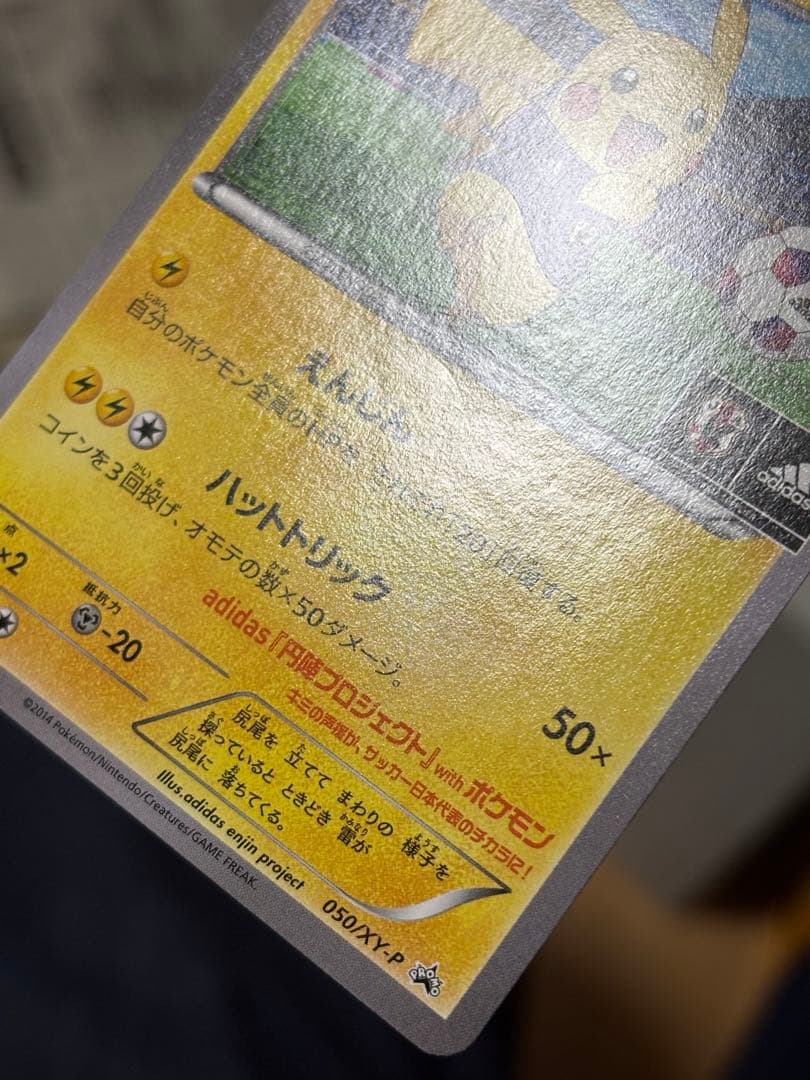 えんじん
自分のポケモン全員のHPを、それぞれ「20」回復する。
ハットトリック
50×
コインを3回投げ、オモテの数×50ダメージ。
adidas
点
×2
抵抗力
-20
adidas『円陣プロジェクト』with ポケモン
キミの声援が、サッカー日本代表のチカラに!
尻尾を 立てて まわりの 様子を
探っていると ときどき 雷が
尻尾に 落ちてくる。
Illus.adidas enjin project
©2014 Pokémon/Nintendo/Creatures/GAME FREAK.
050/XY-P
PROMO